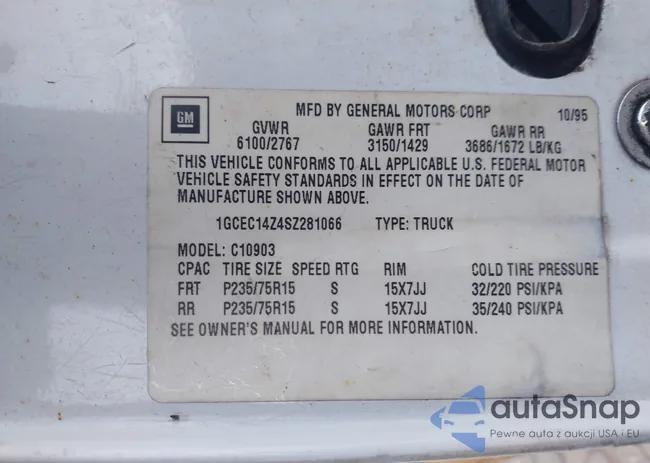 GM MFD BY GENERAL MOTORS CORP 10/95
GVWR GAWR FRT GAWR RR
6100/2767 3150/1429 3686/1672 LB/KG
THIS VEHICLE CONFORMS TO ALL APPLICABLE U.S. FEDERAL MOTOR
VEHICLE SAFETY STANDARDS IN EFFECT ON THE DATE OF
MANUFACTURE SHOWN ABOVE.
1GCEC14Z4SZ281066 TYPE: TRUCK
MODEL: C10903
CPAC TIRE SIZE SPEED RTG RIM COLD TIRE PRESSURE
FRT P235/75R15 S 15X7JJ 32/220 PSI/KPA
RR P235/75R15 S 15X7JJ 35/240 PSI/KPA
SEE OWNER'S MANUAL FOR MORE INFORMATION.
autaSnap
Pewne auta z aukcji USA i EU